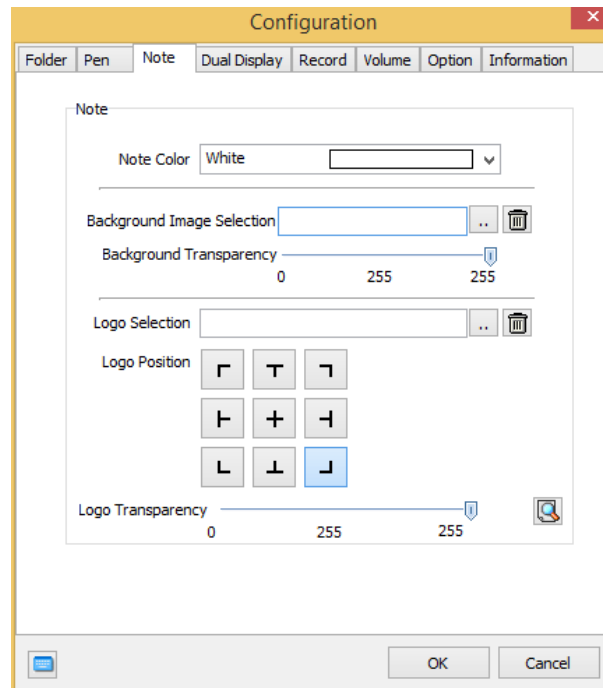 Configuration
Folder Pen Note Dual Display Record Volume Option Information
Note
Note Color White
Background Image Selection ..
Background Transparency
0 255 255
Logo Selection ..
Logo Position
Logo Transparency
0 255 255
OK Cancel